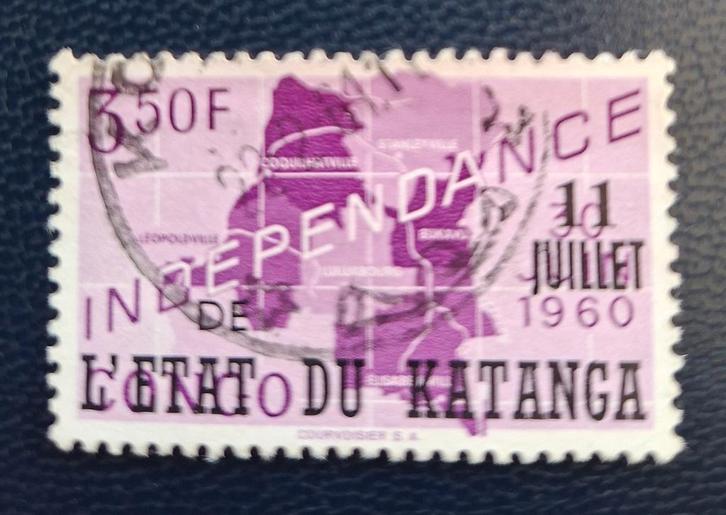 3,50F
INDEPENDANCE
COQUILHATVILLE
STANLEYVILLE
LEOPOLDVILLE
BUKAVU
LULUABOURG
30
11
JUILLET
1960
DE
CONGO
L'ETAT DU KATANGA
ELISABETHVILLE
COURVOISIER S.A.